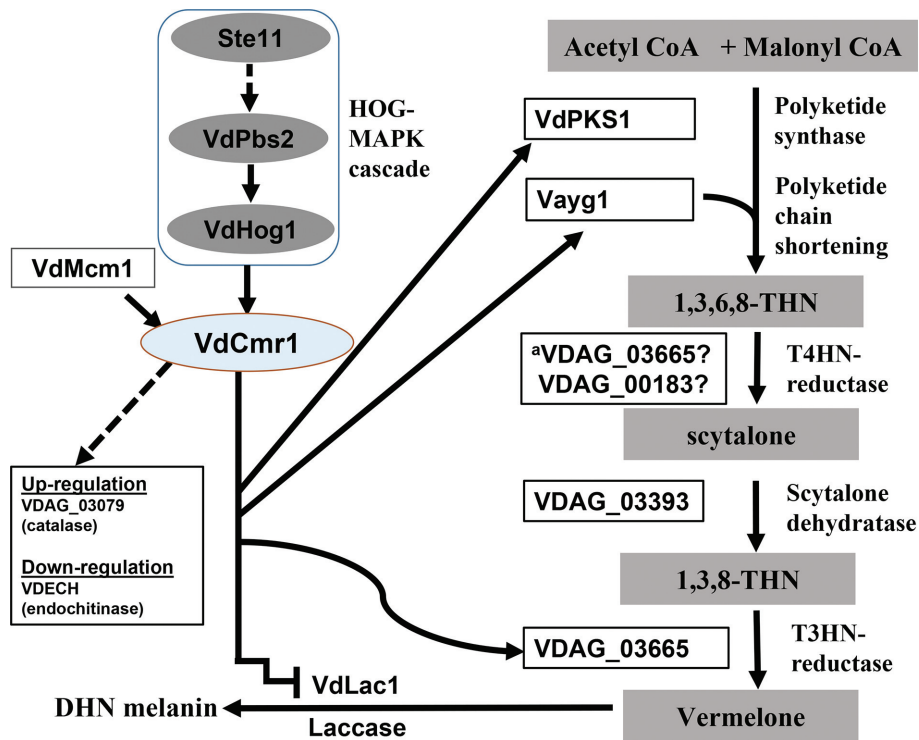 Ste11
VdPbs2
VdHog1
HOG-
MAPK
cascade
VdMcm1
VdCmr1
Up-regulation
VDAG_03079
(catalase)
Down-regulation
VDECH
(endochitinase)
Acetyl CoA + Malonyl CoA
VdPKS1
Polyketide
synthase
Vayg1
Polyketide
chain
shortening
1,3,6,8-THN
aVDAG_03665?
VDAG_00183?
T4HN-
reductase
scytalone
VDAG_03393
Scytalone
dehydratase
1,3,8-THN
VDAG_03665
T3HN-
reductase
VdLac1
DHN melanin
Laccase
Vermelone